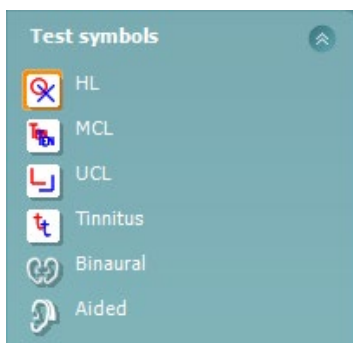 Test symbols
HL
MCL
UCL
Tinnitus
Binaural
Aided